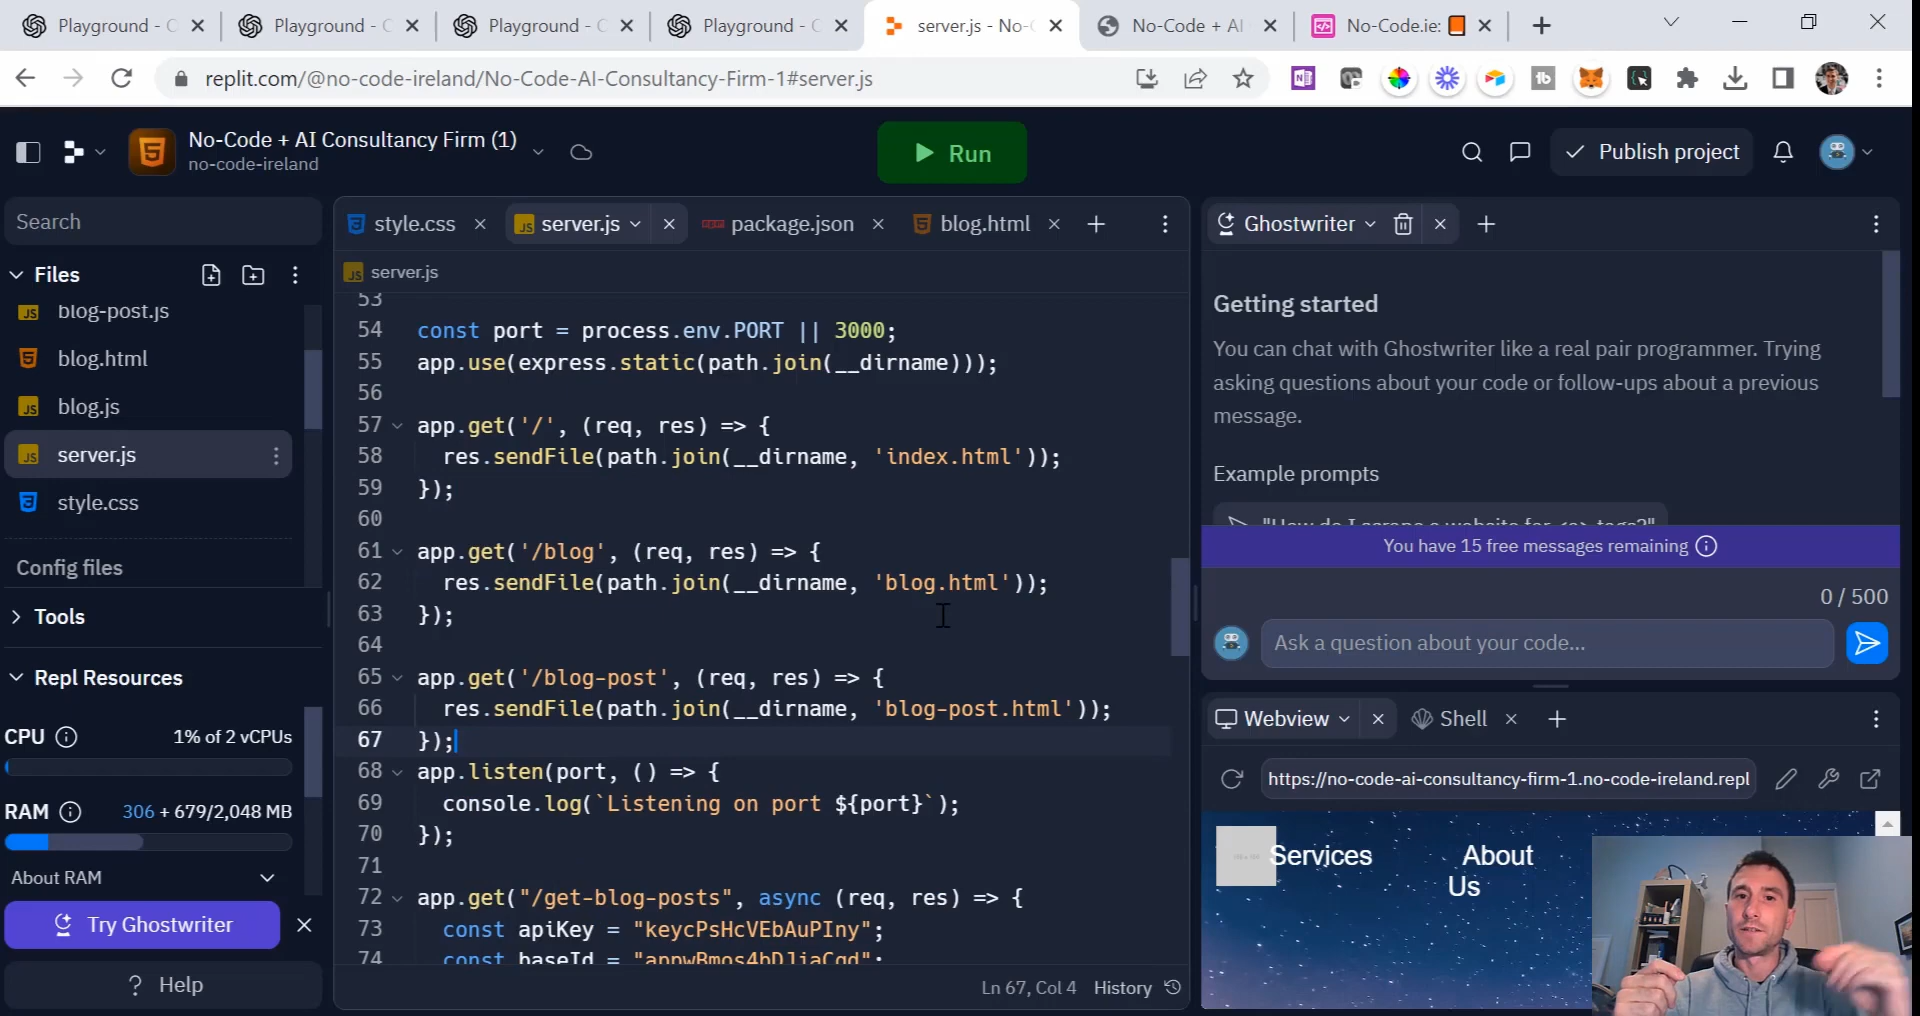 Playground - C
Playground - C
Playground - C
Playground - C
server.js - No-C
No-Code + AI
No-Code.ie:
replit.com/@no-code-ireland/No-Code-AI-Consultancy-Firm-1#server.js
No-Code + AI Consultancy Firm (1)
no-code-ireland
Run
Publish project
Search
Files
blog-post.js
blog.html
blog.js
server.js
style.css
Config files
Tools
Repl Resources
CPU
1% of 2 vCPUs
RAM
306 + 679/2,048 MB
About RAM
Try Ghostwriter
? Help
style.css
server.js
package.json
blog.html
server.js
53
54 const port = process.env.PORT || 3000;
55 app.use(express.static(path.join(__dirname)));
56
57 app.get('/', (req, res) => {
58 res.sendFile(path.join(__dirname, 'index.html'));
59 });
60
61 app.get('/blog', (req, res) => {
62 res.sendFile(path.join(__dirname, 'blog.html'));
63 });
64
65 app.get('/blog-post', (req, res) => {
66 res.sendFile(path.join(__dirname, 'blog-post.html'));
67 });
68 app.listen(port, () => {
69 console.log(`Listening on port ${port}`);
70 });
71
72 app.get("/get-blog-posts", async (req, res) => {
73 const apiKey = "keycPsHcVEbAuPIny";
74 const baseId =
Ln 67, Col 4 History
Ghostwriter
Getting started
You can chat with Ghostwriter like a real pair programmer. Trying
asking questions about your code or follow-ups about a previous
message.
Example prompts
"How do I scrape a website for <a> tags?"
You have 15 free messages remaining
0 / 500
Ask a question about your code...
Webview
Shell
https://no-code-ai-consultancy-firm-1.no-code-ireland.repl
Services
About
Us